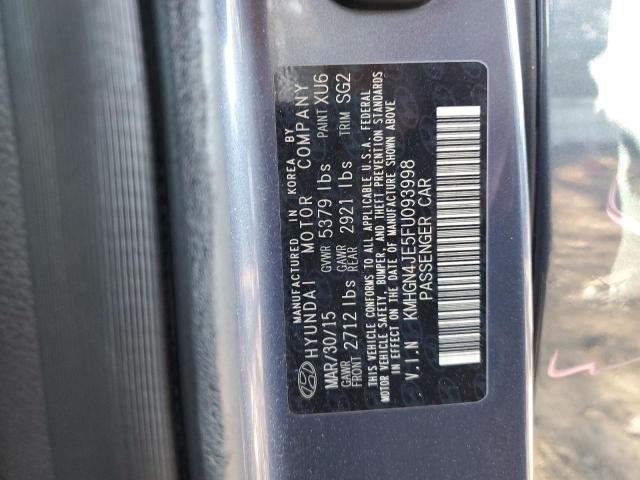 MANUFACTURED IN KOREA BY
HYUNDAI MOTOR COMPANY
MAR/30/15 GVWR 5379 lbs PAINT XU6
GAWR FRONT 2712 lbs GAWR REAR 2921 lbs TRIM SG2
THIS VEHICLE CONFORMS TO ALL APPLICABLE U.S.A. FEDERAL
MOTOR VEHICLE SAFETY, BUMPER, AND THEFT PREVENTION STANDARDS
IN EFFECT ON THE DATE OF MANUFACTURE SHOWN ABOVE
V.I.N KMHGN4JE5FU093998
PASSENGER CAR